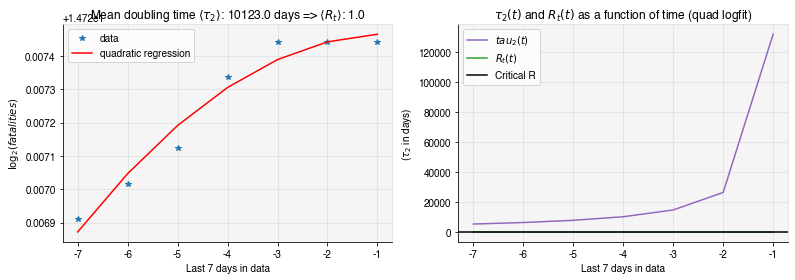 +1.472e1
Mean doubling time ⟨τ₂⟩: 10123.0 days => ⟨Rₜ⟩: 1.0
data
quadratic regression
0.0074
0.0073
0.0072
0.0071
0.0070
0.0069
log₂(fatalities)
-7 -6 -5 -4 -3 -2 -1
Last 7 days in data
τ₂(t) and Rₜ(t) as a function of time (quad logfit)
tau₂(t)
Rₜ(t)
Critical R
120000
100000
80000
60000
40000
20000
0
(τ₂ in days)
-7 -6 -5 -4 -3 -2 -1
Last 7 days in data